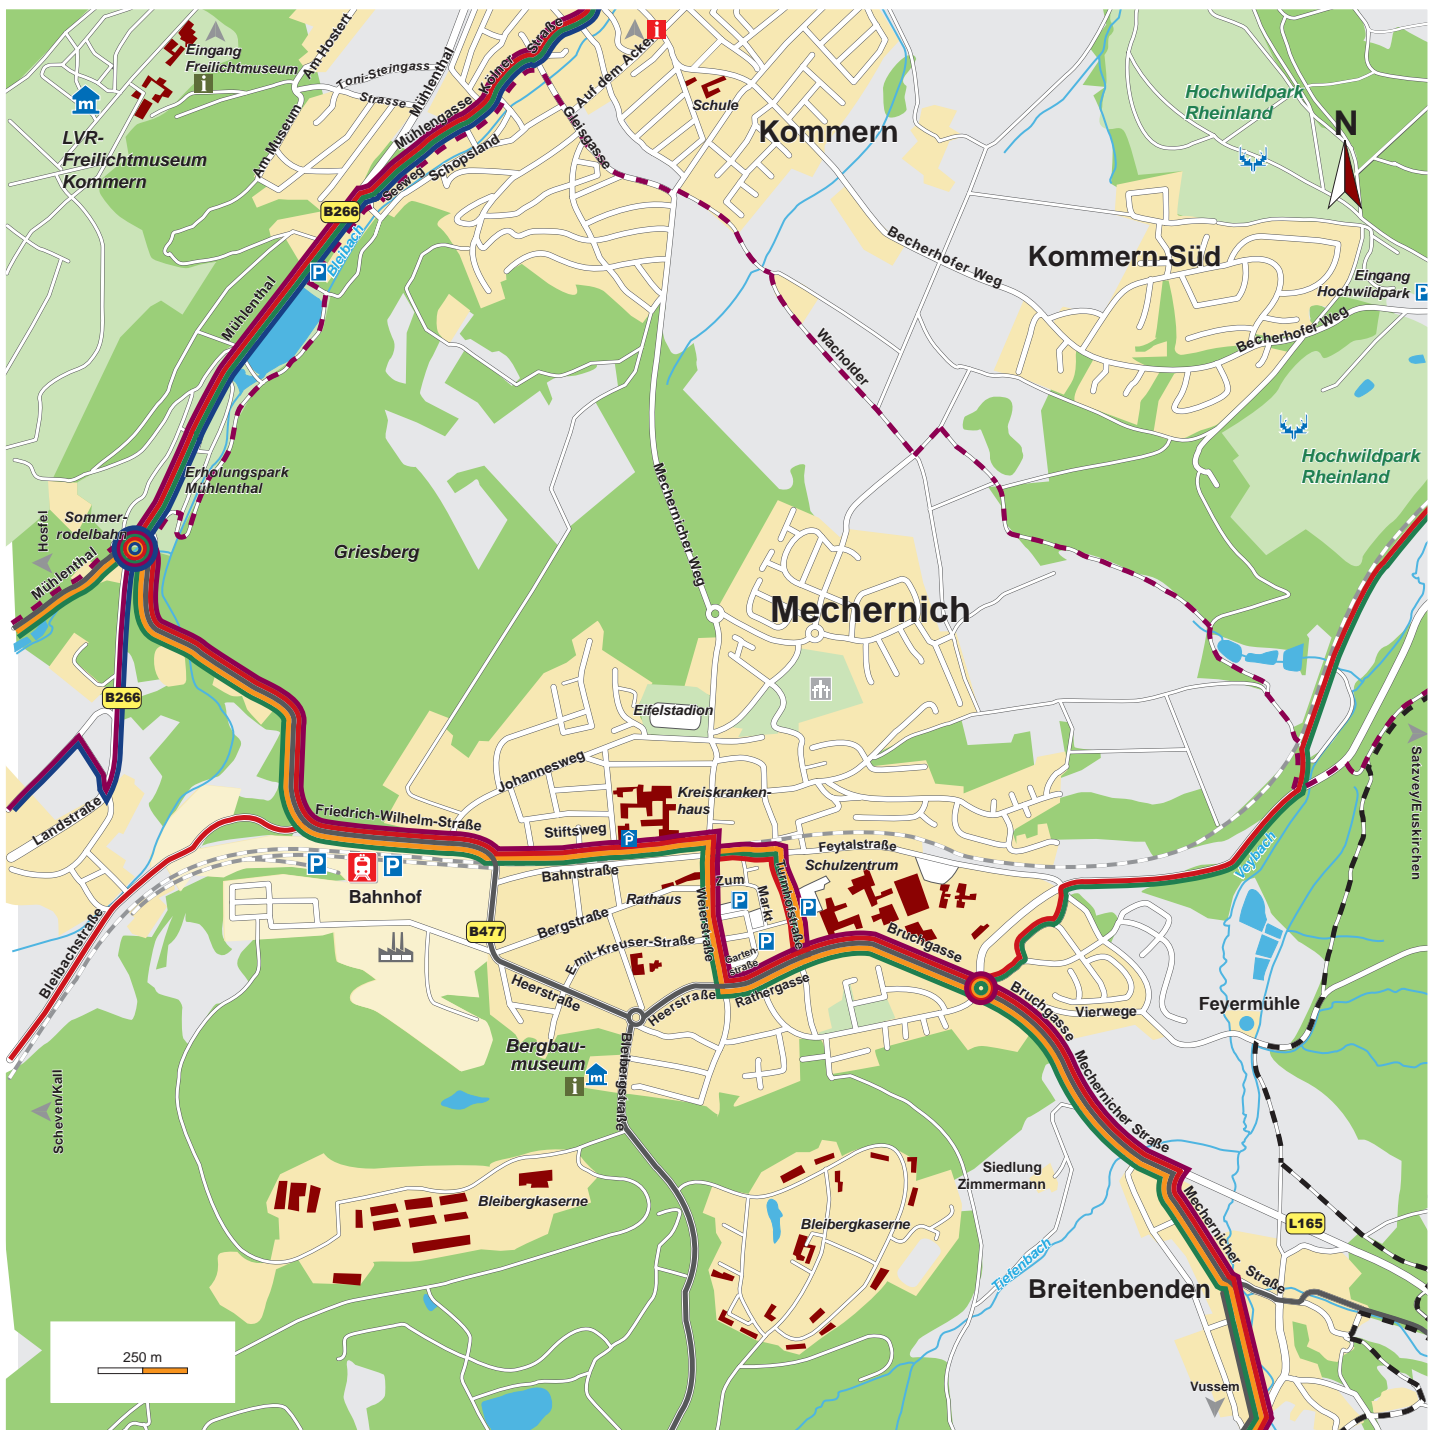 Eingang
Freilichtmuseum
i
Am Hostert
Toni-Steingass
Strasse
Mühlenthal
Am Museum
Mühlengasse
Kölner
Straße
Auf dem Acker
i
Gleisgasse
Schule
Seeweg
Schopsland
Kommern
Hochwildpark
Rheinland
N
m
LVR-
Freilichtmuseum
Kommern
B266
P
Bleibach
Mühlenthal
Becherhofer Weg
Kommern-Süd
Eingang
Hochwildpark
P
Becherhofer Weg
Wacholder
Hochwildpark
Rheinland
Erholungspark
Mühlenthal
Sommer-
rodelbahn
Hosfel
Mühlenthal
Griesberg
Mechernicher Weg
Mechernich
B266
Eifelstadion
Johannesweg
Kreiskranken-
haus
Landstraße
Friedrich-Wilhelm-Straße
Stiftsweg
P
Feytalstraße
Schulzentrum
Satzvey/Euskirchen
Veybach
P
P
Bahnhof
Bahnstraße
Rathaus
Zum
Markt
P
P
P
Turmhofstraße
Weierstraße
B477
Bergstraße
Emil-Kreuser-Straße
Garten-
straße
Bruchgasse
Bleibachstraße
Heerstraße
Heerstraße
Rathergasse
Bruchgasse
Vierwege
Feyermühle
Bergbau-
museum
i
m
Bleibergstraße
Scheven/Kall
Mechernicher Straße
Siedlung
Zimmermann
Bleibergkaserne
Bleibergkaserne
Mechernicher
Straße
L165
Tiefenbach
Breitenbenden
250 m
Vussem